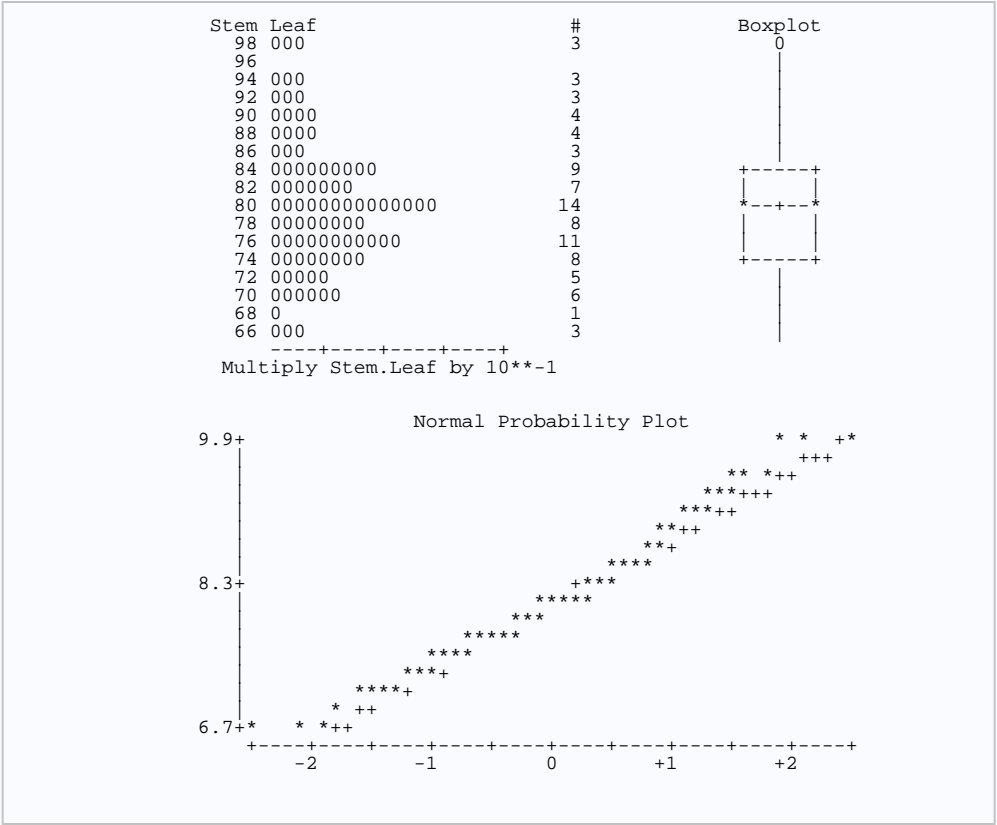 Stem Leaf # Boxplot
98 000 3 0
96 |
94 000 3 |
92 000 3 |
90 0000 4 |
88 0000 4 |
86 000 3 |
84 000000000 9 +-----+
82 0000000 7 | |
80 00000000000000 14 *--+--*
78 00000000 8 | |
76 00000000000 11 | |
74 00000000 8 +-----+
72 00000 5 |
70 000000 6 |
68 0 1 |
66 000 3 |
----+----+----+----+
Multiply Stem.Leaf by 10**-1
Normal Probability Plot
9.9+ * * +*
| +++
| ** *++
| ***+++
| ***++
| **++
| **+
| ****
8.3+ +***
| *****
| ***
| *****
| ****
| ***+
| ****+
| * ++
6.7+* * *++
+----+----+----+----+----+----+----+----+----+----+
-2 -1 0 +1 +2